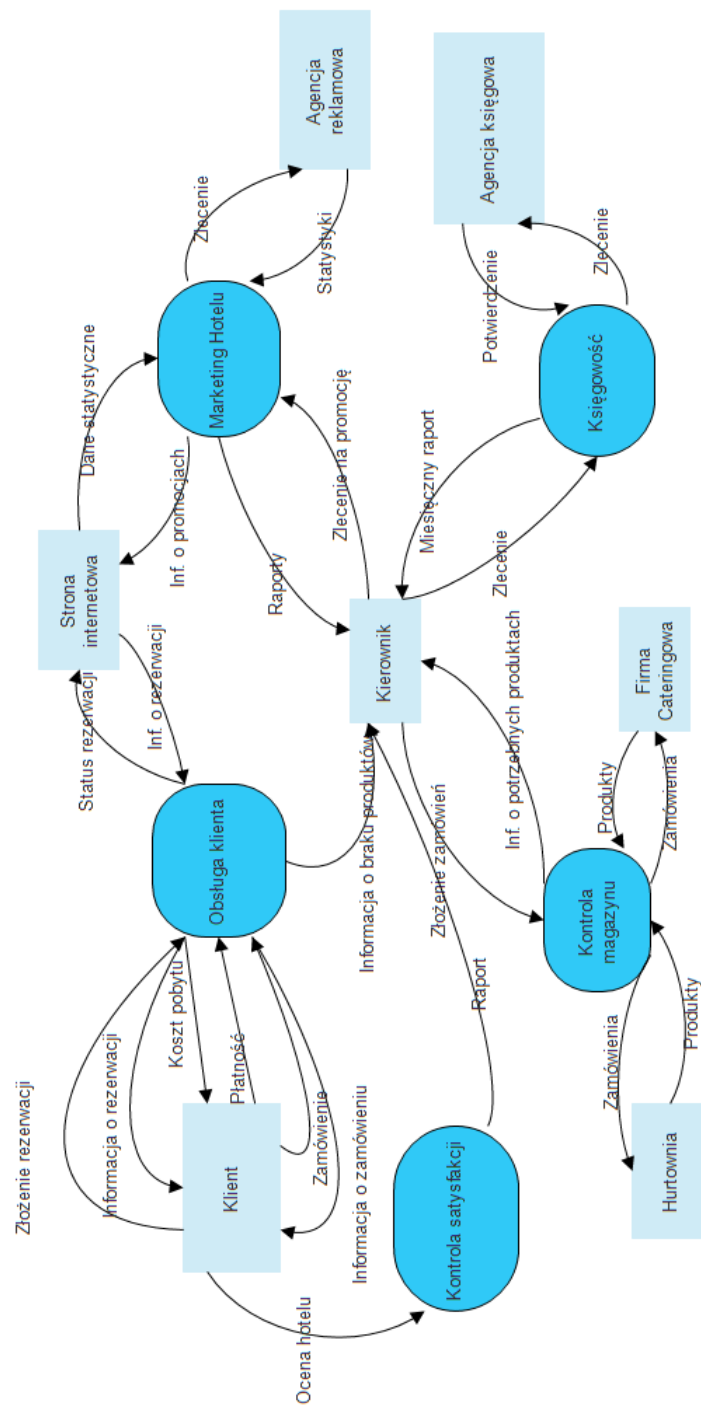 Złożenie rezerwacji
Informacja o rezerwacji
Koszt pobytu
Płatność
Zamówienie
Informacja o zamówieniu
Klient
Ocena hotelu
Kontrola satysfakcji
Raport
Obsługa klienta
Informacja o braku produktów
Status rezerwacji
Inf. o rezerwacji
Strona
internetowa
Dane statystyczne
Inf. o promocjach
Marketing Hotelu
Zlecenie
Statystyki
Agencja
reklamowa
Raporty
Zlecenie na promocję
Kierownik
Miesięczny raport
Zlecenie
Księgowość
Potwierdzenie
Zlecenie
Agencja księgowa
Złożenie zamówień
Inf. o potrzebnych produktach
Kontrola
magazynu
Produkty
Zamówienia
Firma
Cateringowa
Zamówienia
Produkty
Hurtownia